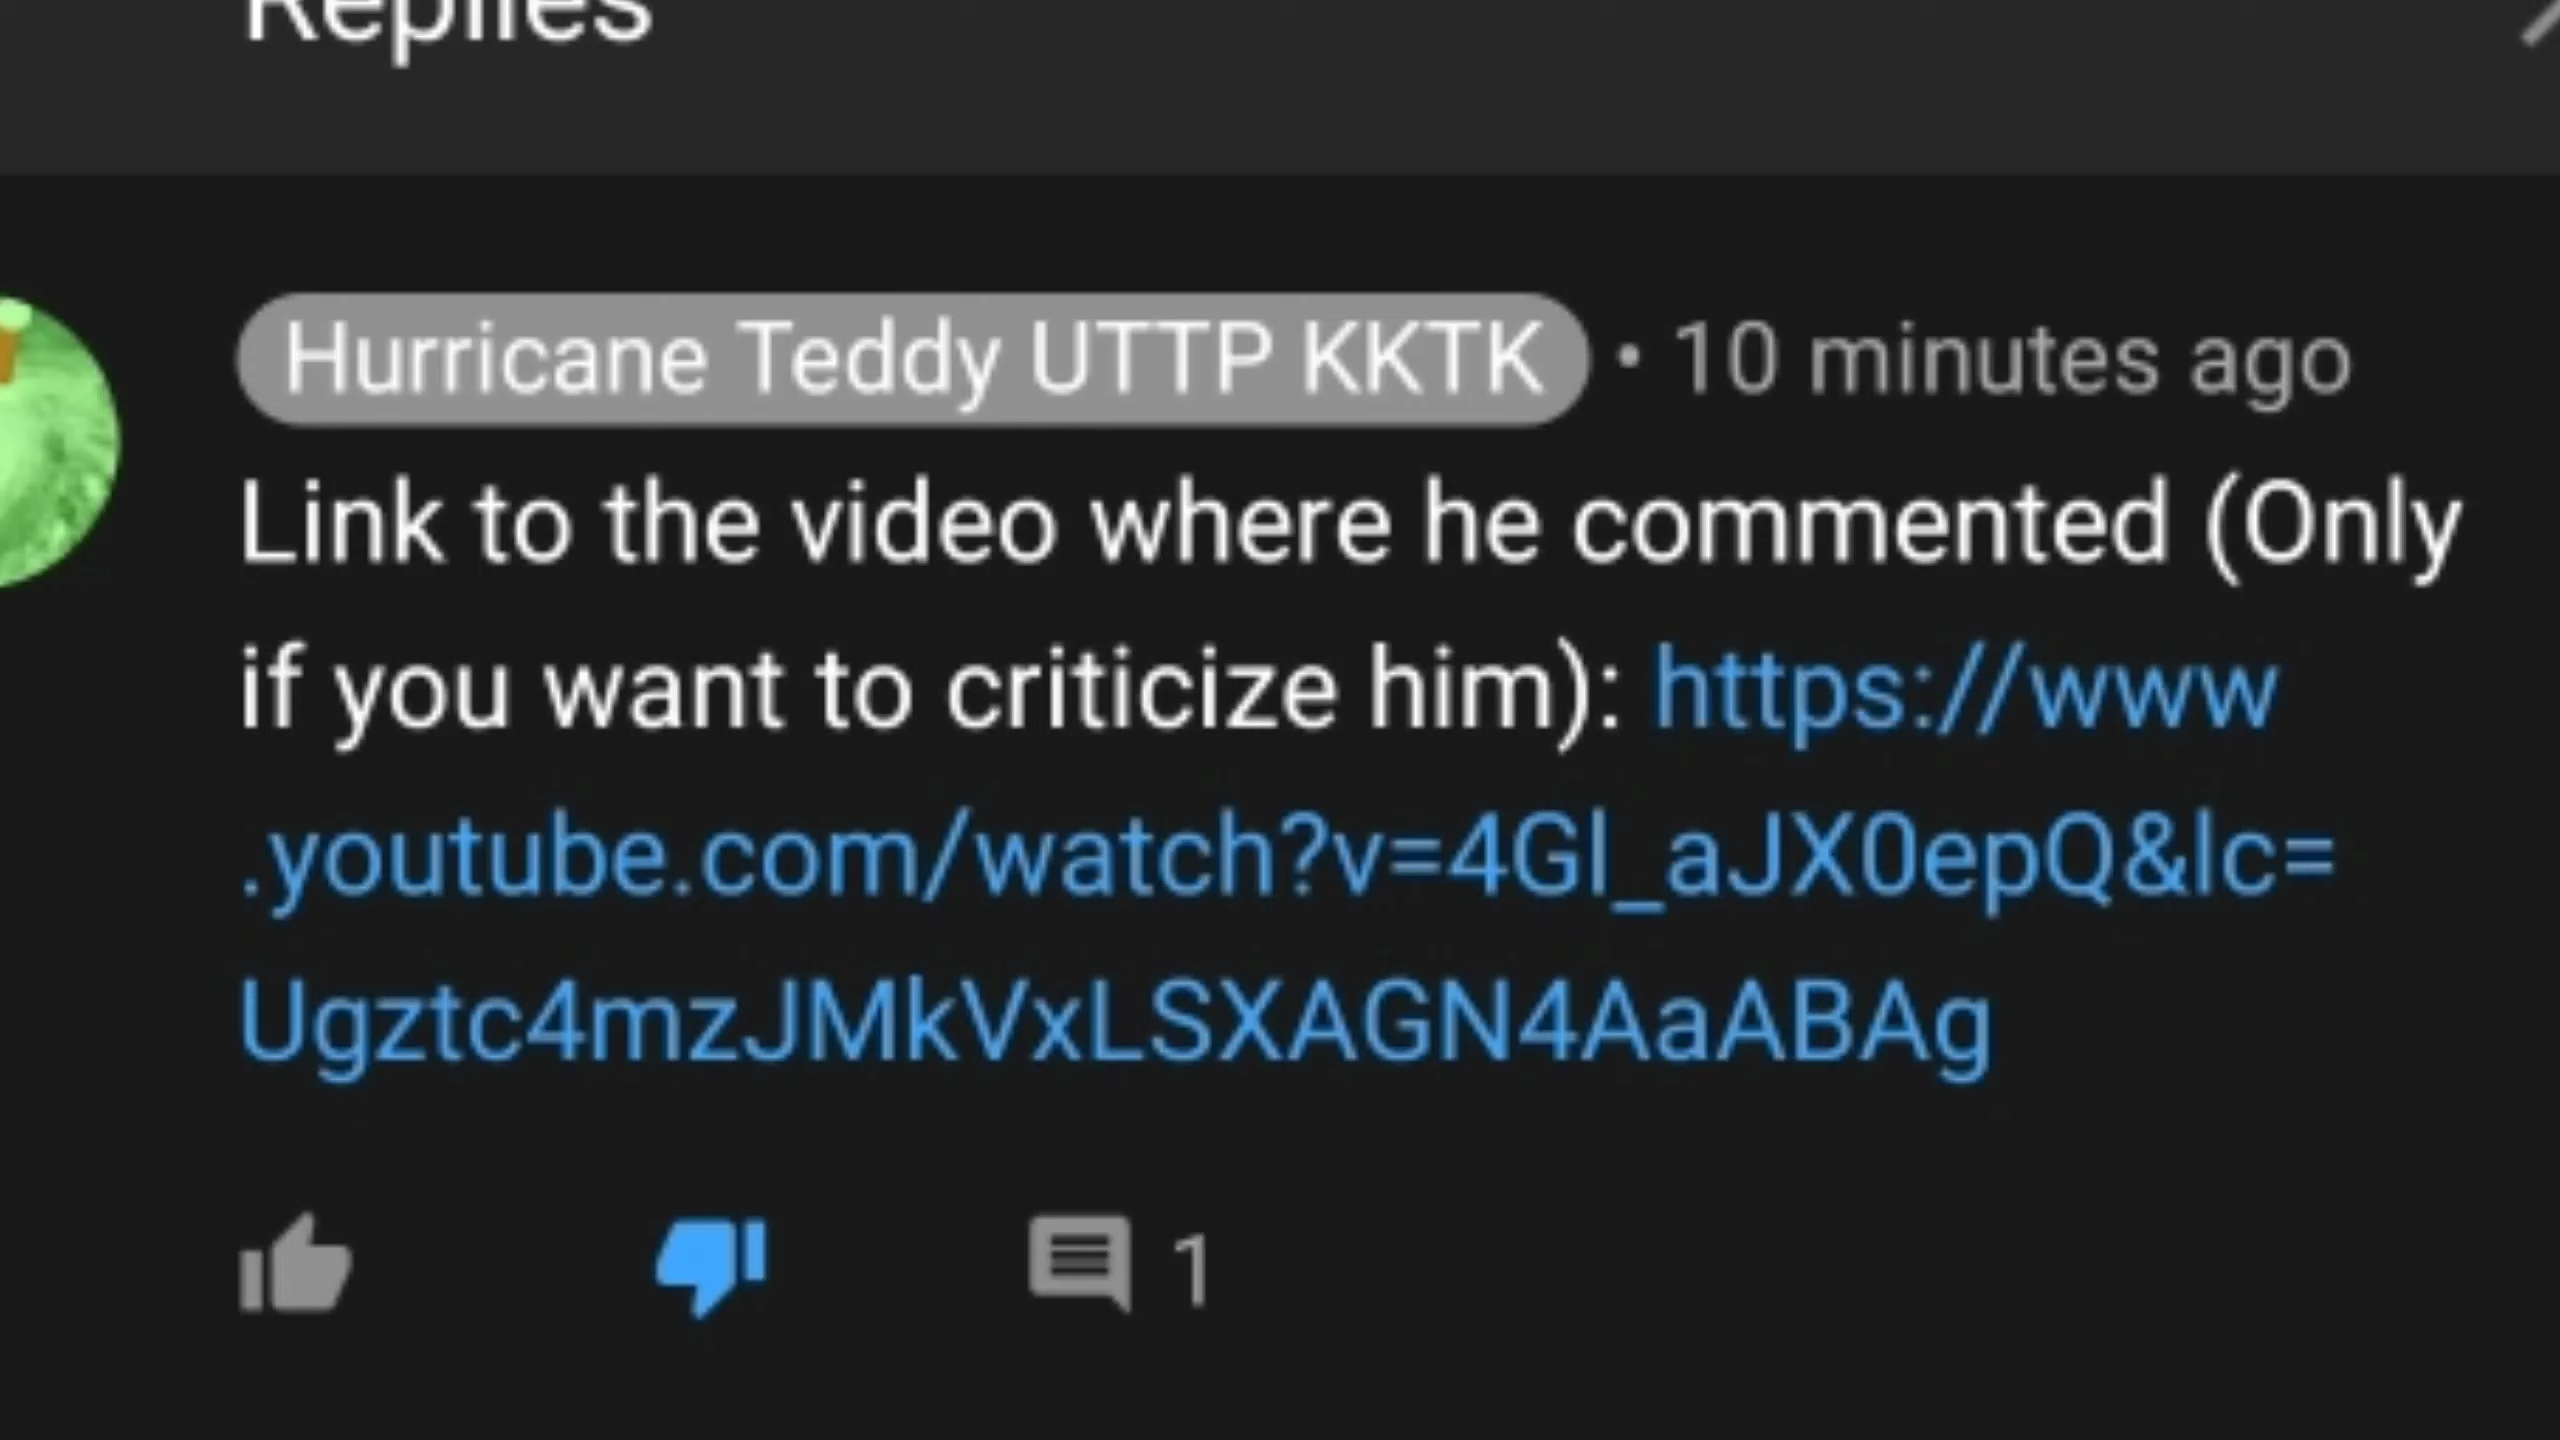 Replies
Hurricane Teddy UTTP KKTK • 10 minutes ago
Link to the video where he commented (Only
if you want to criticize him): https://www
.youtube.com/watch?v=4Gl_aJX0epQ&lc=
Ugztc4mzJMkVxLSXAGN4AaABAg
1